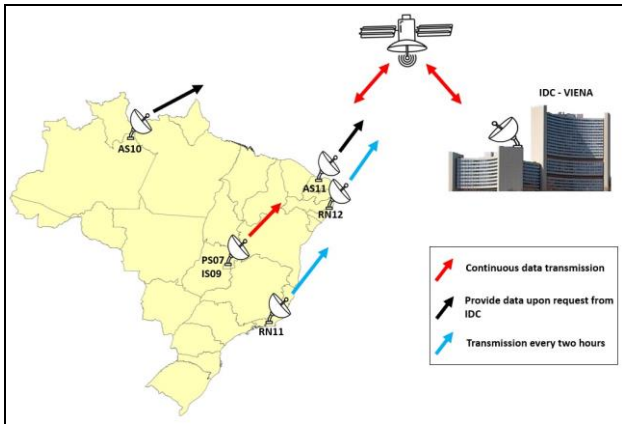 IDC - VIENA
AS10
AS11
RN12
PS07
IS09
RN11
Continuous data transmission
Provide data upon request from
IDC
Transmission every two hours